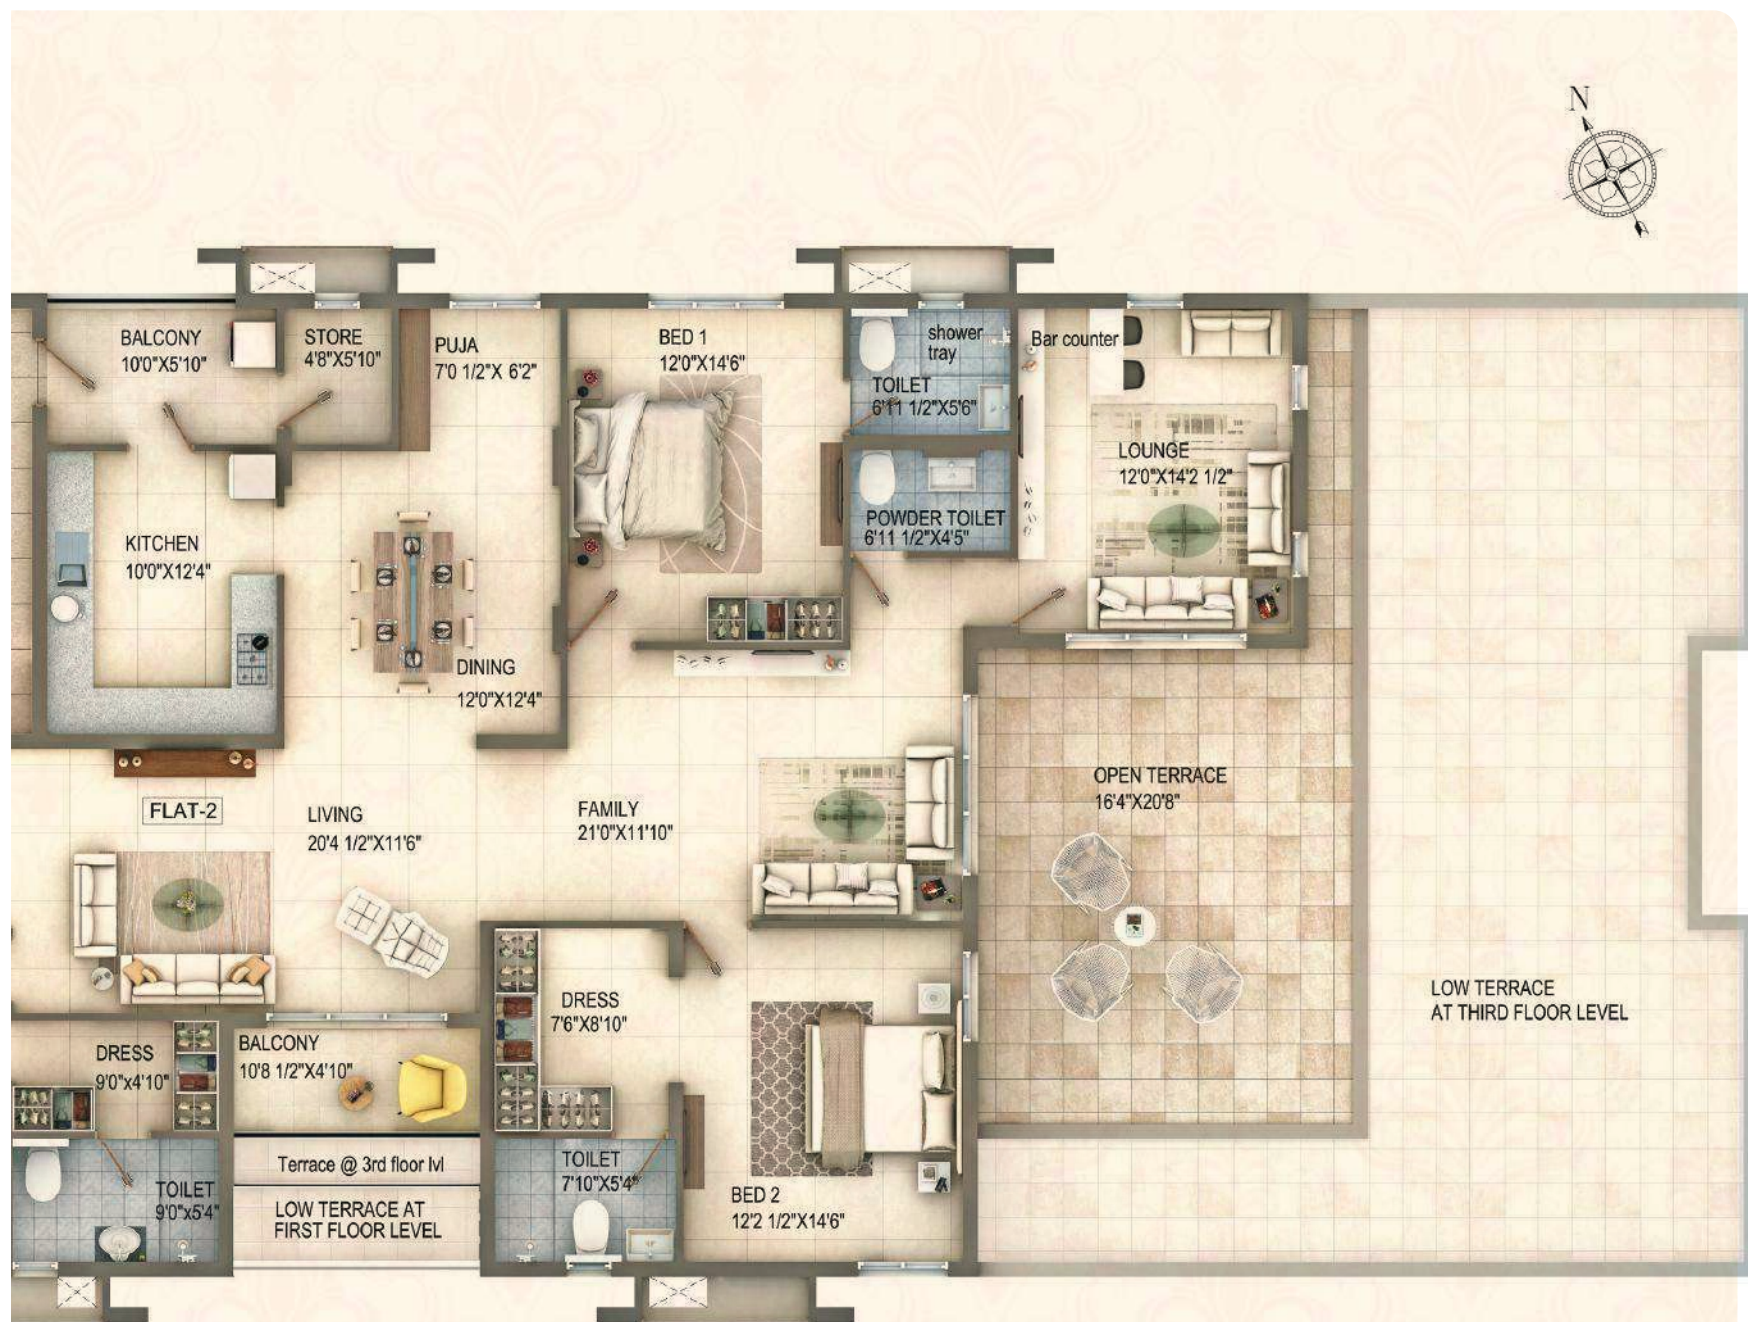 N
BALCONY
10'0"X5'10"
STORE
4'8"X5'10"
PUJA
7'0 1/2"X 6'2"
BED 1
12'0"X14'6"
shower
tray
TOILET
6'11 1/2"X5'6"
Bar counter
LOUNGE
12'0"X14'2 1/2"
POWDER TOILET
6'11 1/2"X4'5"
KITCHEN
10'0"X12'4"
DINING
12'0"X12'4"
OPEN TERRACE
16'4"X20'8"
FLAT-2
LIVING
20'4 1/2"X11'6"
FAMILY
21'0"X11'10"
LOW TERRACE
AT THIRD FLOOR LEVEL
DRESS
7'6"X8'10"
DRESS
9'0"x4'10"
BALCONY
10'8 1/2"X4'10"
Terrace @ 3rd floor lvl
LOW TERRACE AT
FIRST FLOOR LEVEL
TOILET
9'0"x5'4"
TOILET
7'10"X5'4"
BED 2
12'2 1/2"X14'6"